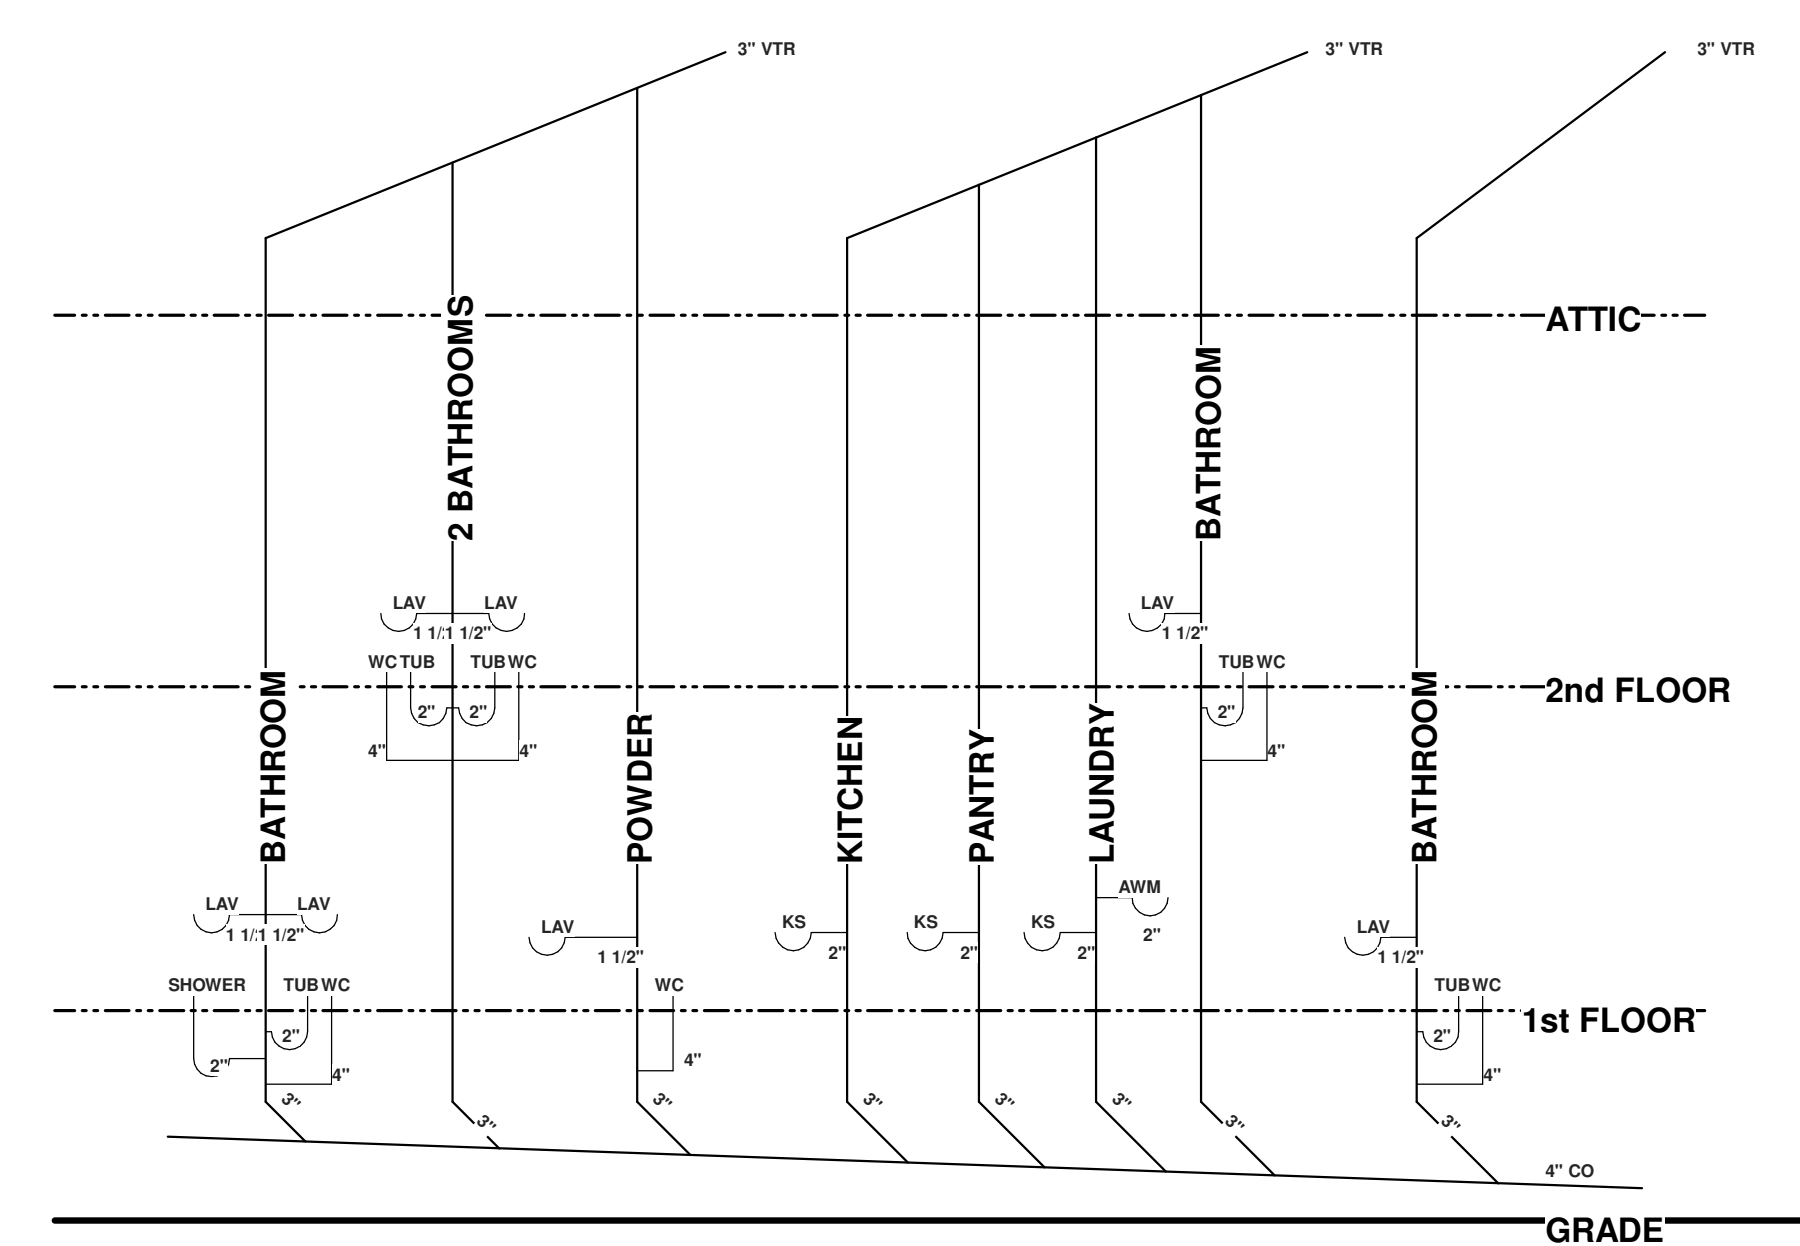 3" VTR
3" VTR
3" VTR
ATTIC
2 BATHROOMS
BATHROOM
LAV
LAV
LAV
1 1/2"
1 1/2"
1 1/2"
WC TUB
TUB WC
TUB WC
2nd FLOOR
2"
2"
2"
4"
4"
4"
BATHROOM
POWDER
KITCHEN
PANTRY
LAUNDRY
BATHROOM
AWM
LAV
LAV
LAV
KS
KS
KS
LAV
1 1/2"
1 1/2"
1 1/2"
2"
2"
2"
2"
1 1/2"
SHOWER
TUB WC
WC
TUB WC
1st FLOOR
2"
2"
2"
4"
4"
4"
3"
3"
3"
3"
3"
3"
3"
3"
4" CO
GRADE